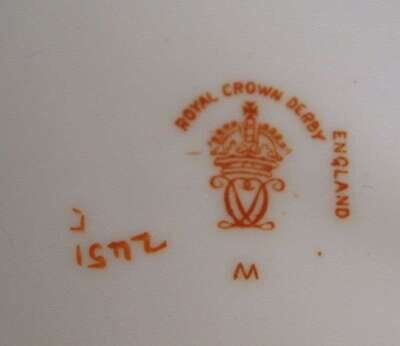 ROYAL CROWN DERBY
ENGLAND
M
2451